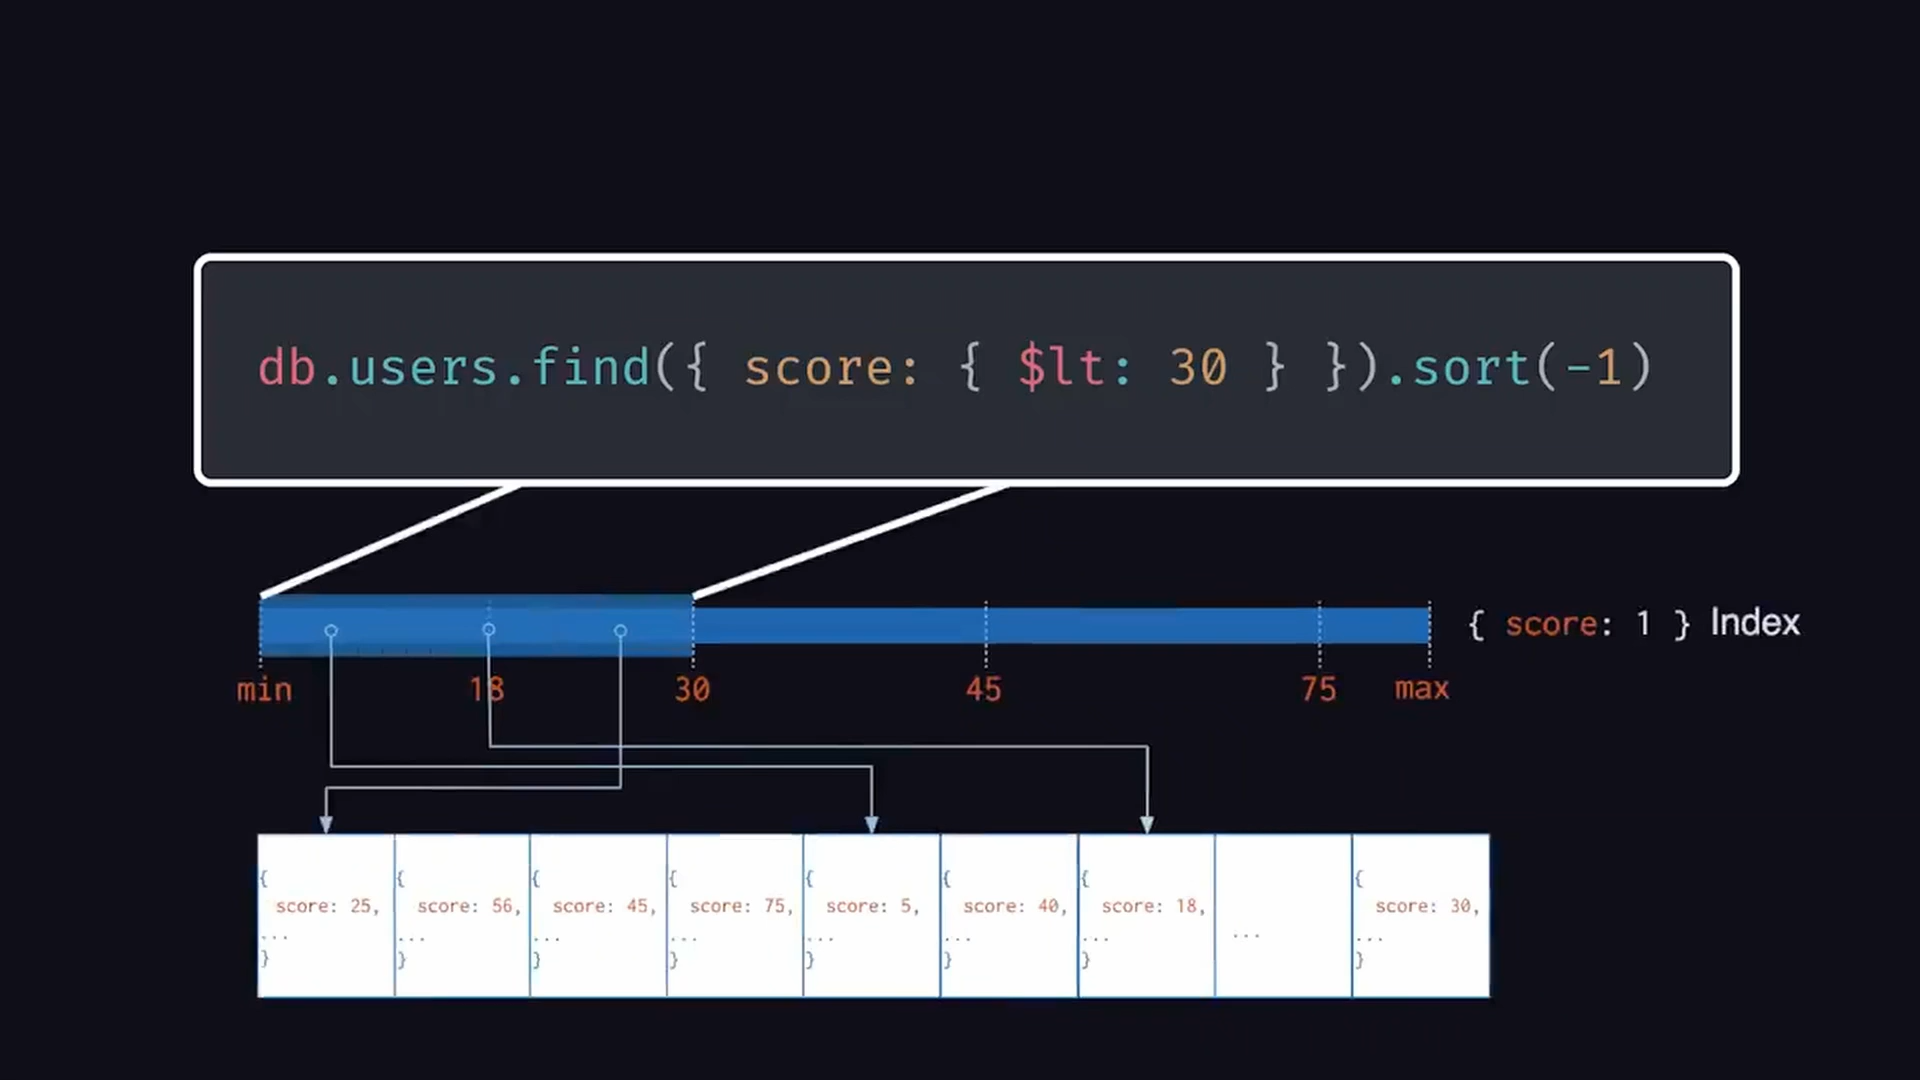 db.users.find({ score: { $lt: 30 } }).sort(-1)
{ score: 1 } Index
min 18 30 45 75 max
{ { { { { { { {
score: 25, score: 56, score: 45, score: 75, score: 5, score: 40, score: 18, score: 30,
... ... ... ... ... ... ... ... ...
} } } } } } } }